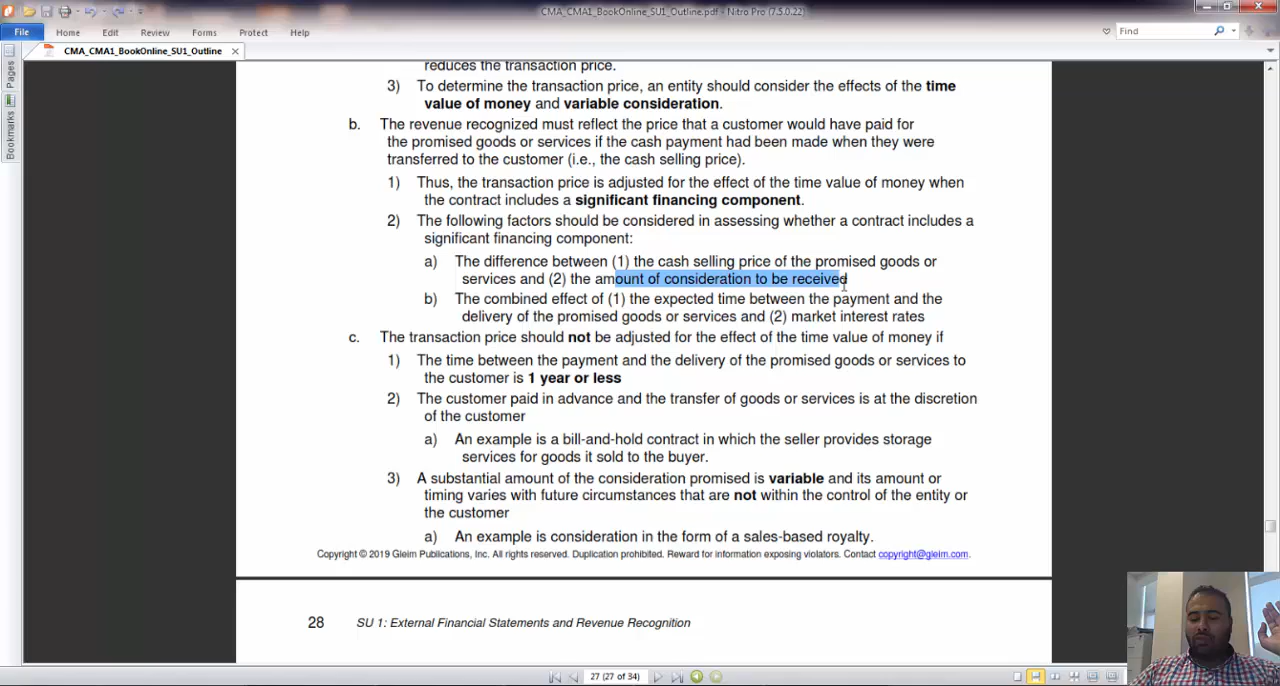 CMA_CMA1_BookOnline_SU1_Outline.pdf - Nitro Pro (7.5.0.22)
File Home Edit Review Forms Protect Help Find
CMA_CMA1_BookOnline_SU1_Outline
Pages
Bookmarks
reduces the transaction price.
3) To determine the transaction price, an entity should consider the effects of the time
value of money and variable consideration.
b. The revenue recognized must reflect the price that a customer would have paid for
the promised goods or services if the cash payment had been made when they were
transferred to the customer (i.e., the cash selling price).
1) Thus, the transaction price is adjusted for the effect of the time value of money when
the contract includes a significant financing component.
2) The following factors should be considered in assessing whether a contract includes a
significant financing component:
a) The difference between (1) the cash selling price of the promised goods or
services and (2) the amount of consideration to be received
b) The combined effect of (1) the expected time between the payment and the
delivery of the promised goods or services and (2) market interest rates
c. The transaction price should not be adjusted for the effect of the time value of money if
1) The time between the payment and the delivery of the promised goods or services to
the customer is 1 year or less
2) The customer paid in advance and the transfer of goods or services is at the discretion
of the customer
a) An example is a bill-and-hold contract in which the seller provides storage
services for goods it sold to the buyer.
3) A substantial amount of the consideration promised is variable and its amount or
timing varies with future circumstances that are not within the control of the entity or
the customer
a) An example is consideration in the form of a sales-based royalty.
Copyright © 2019 Gleim Publications, Inc. All rights reserved. Duplication prohibited. Reward for information exposing violators. Contact copyright@gleim.com.
28 SU 1: External Financial Statements and Revenue Recognition
27 (27 of 34)